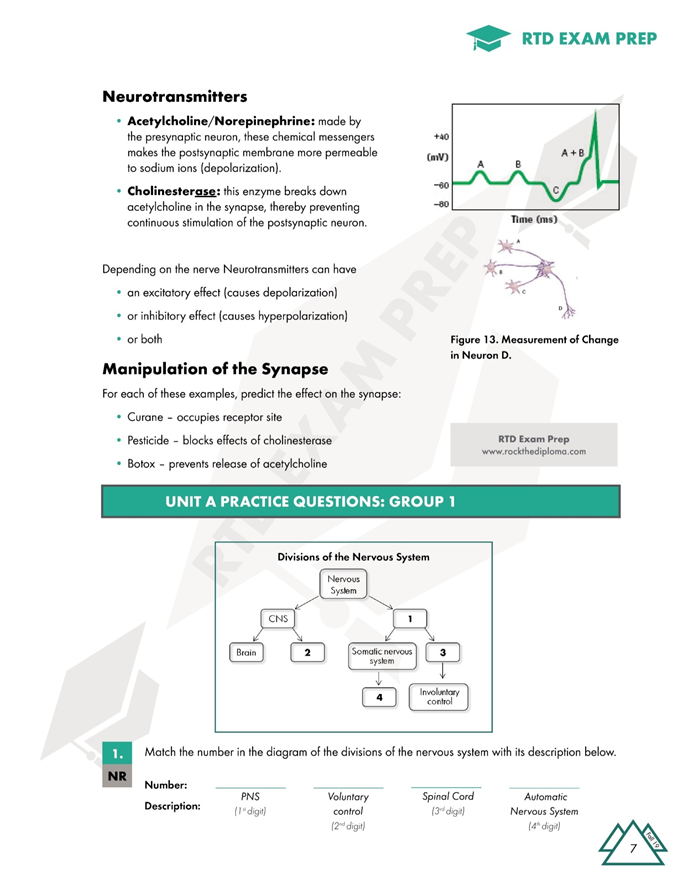 RTD EXAM PREP
Neurotransmitters
• Acetylcholine/Norepinephrine: made by
the presynaptic neuron, these chemical messengers
makes the postsynaptic membrane more permeable
to sodium ions (depolarization).
• Cholinesterase: this enzyme breaks down
acetylcholine in the synapse, thereby preventing
continuous stimulation of the postsynaptic neuron.
+40
(mV)
−60
−80
A
B
C
A + B
Time (ms)
A
B
C
D
Figure 13. Measurement of Change
in Neuron D.
Depending on the nerve Neurotransmitters can have
• an excitatory effect (causes depolarization)
• or inhibitory effect (causes hyperpolarization)
• or both
Manipulation of the Synapse
For each of these examples, predict the effect on the synapse:
• Curane – occupies receptor site
• Pesticide – blocks effects of cholinesterase
• Botox – prevents release of acetylcholine
RTD Exam Prep
www.rockthediploma.com
RTD EXAM PREP
UNIT A PRACTICE QUESTIONS: GROUP 1
Divisions of the Nervous System
Nervous
System
CNS
1
Brain
2
Somatic nervous
system
3
4
Involuntary
control
1.
NR
Match the number in the diagram of the divisions of the nervous system with its description below.
Number:
Description:
PNS
(1st digit)
Voluntary
control
(2nd digit)
Spinal Cord
(3rd digit)
Automatic
Nervous System
(4th digit)
Fall 19
7